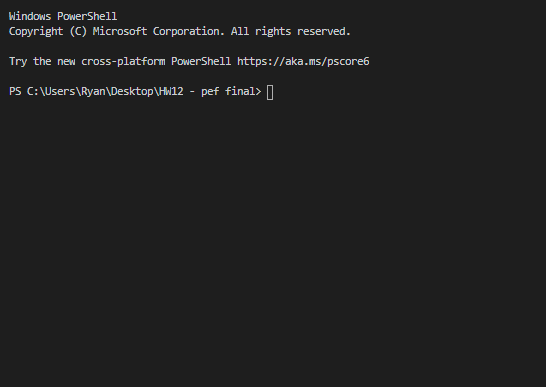 Windows PowerShell
Copyright (C) Microsoft Corporation. All rights reserved.
Try the new cross-platform PowerShell https://aka.ms/pscore6
PS C:\Users\Ryan\Desktop\HW12 - pef final>